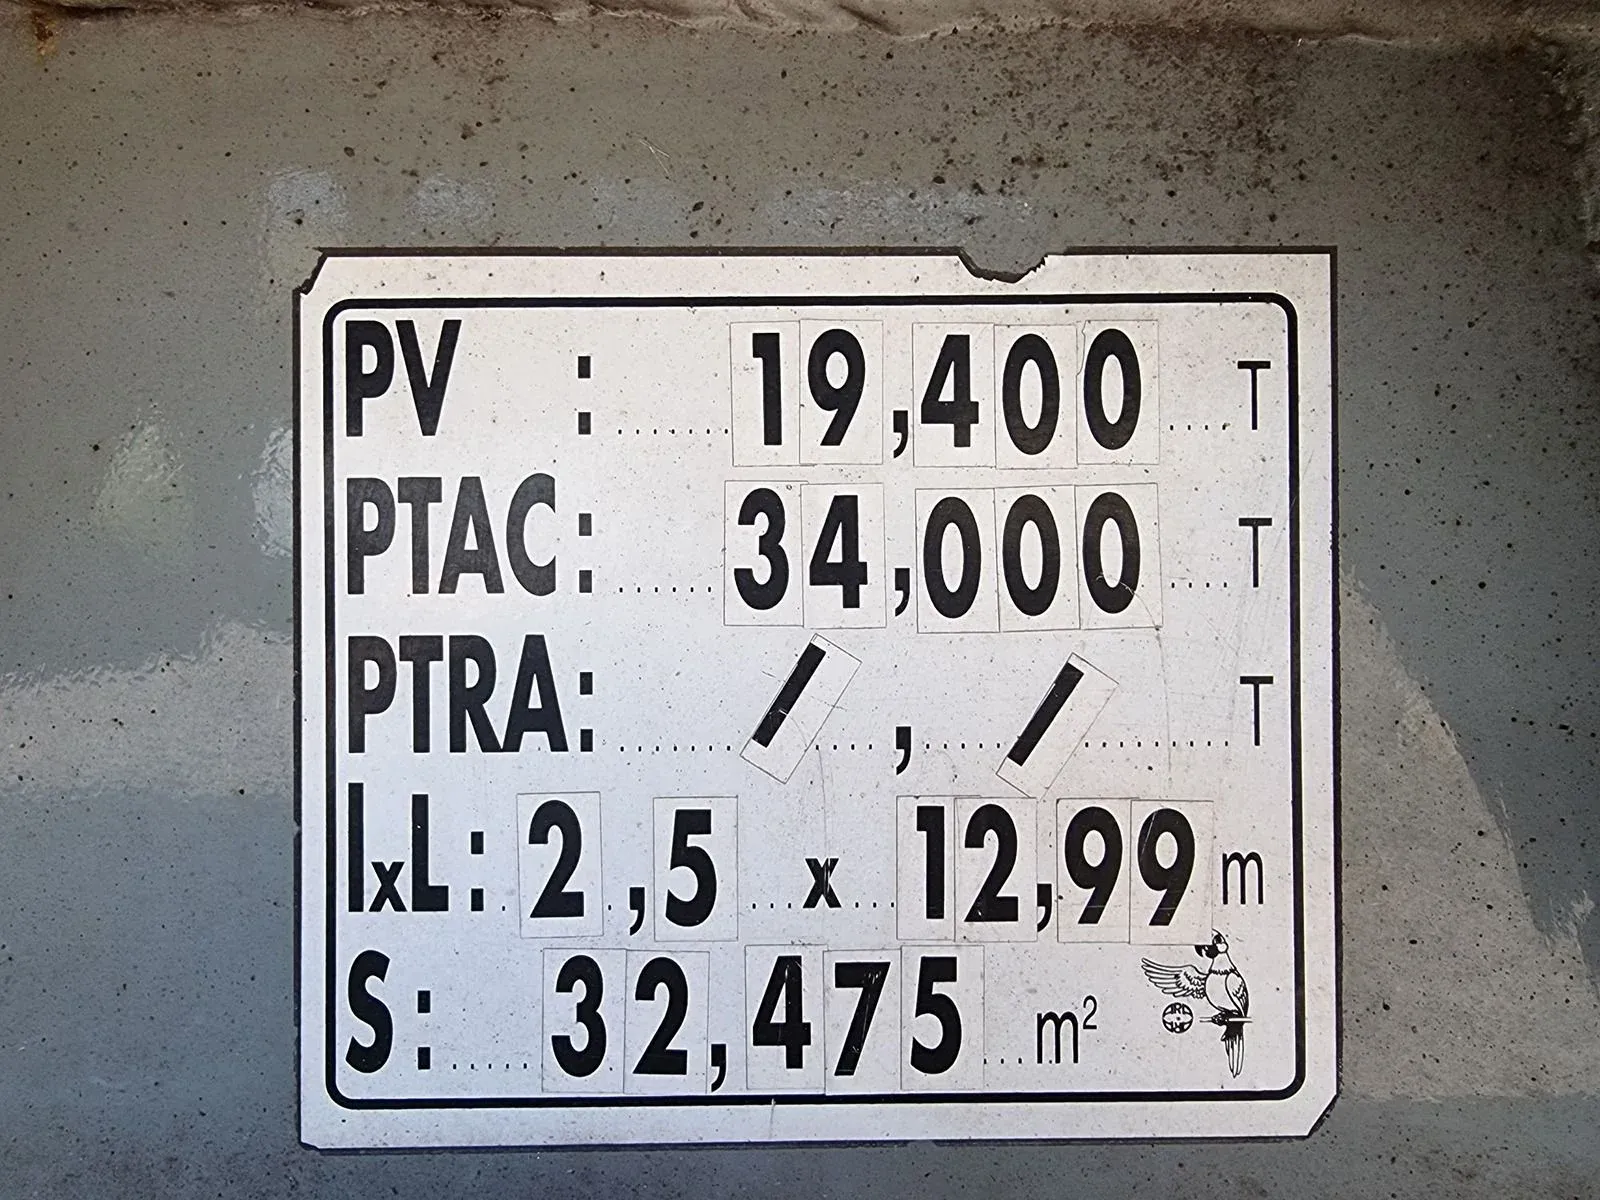 PV : ........ 19,400 .... T
PTAC : ...... 34,000 .... T
PTRA : ........ / .... , .... / ........ T
lxL : . 2 . , 5 ... x ... 12,99 m
S : ..... 32,475 ... m²